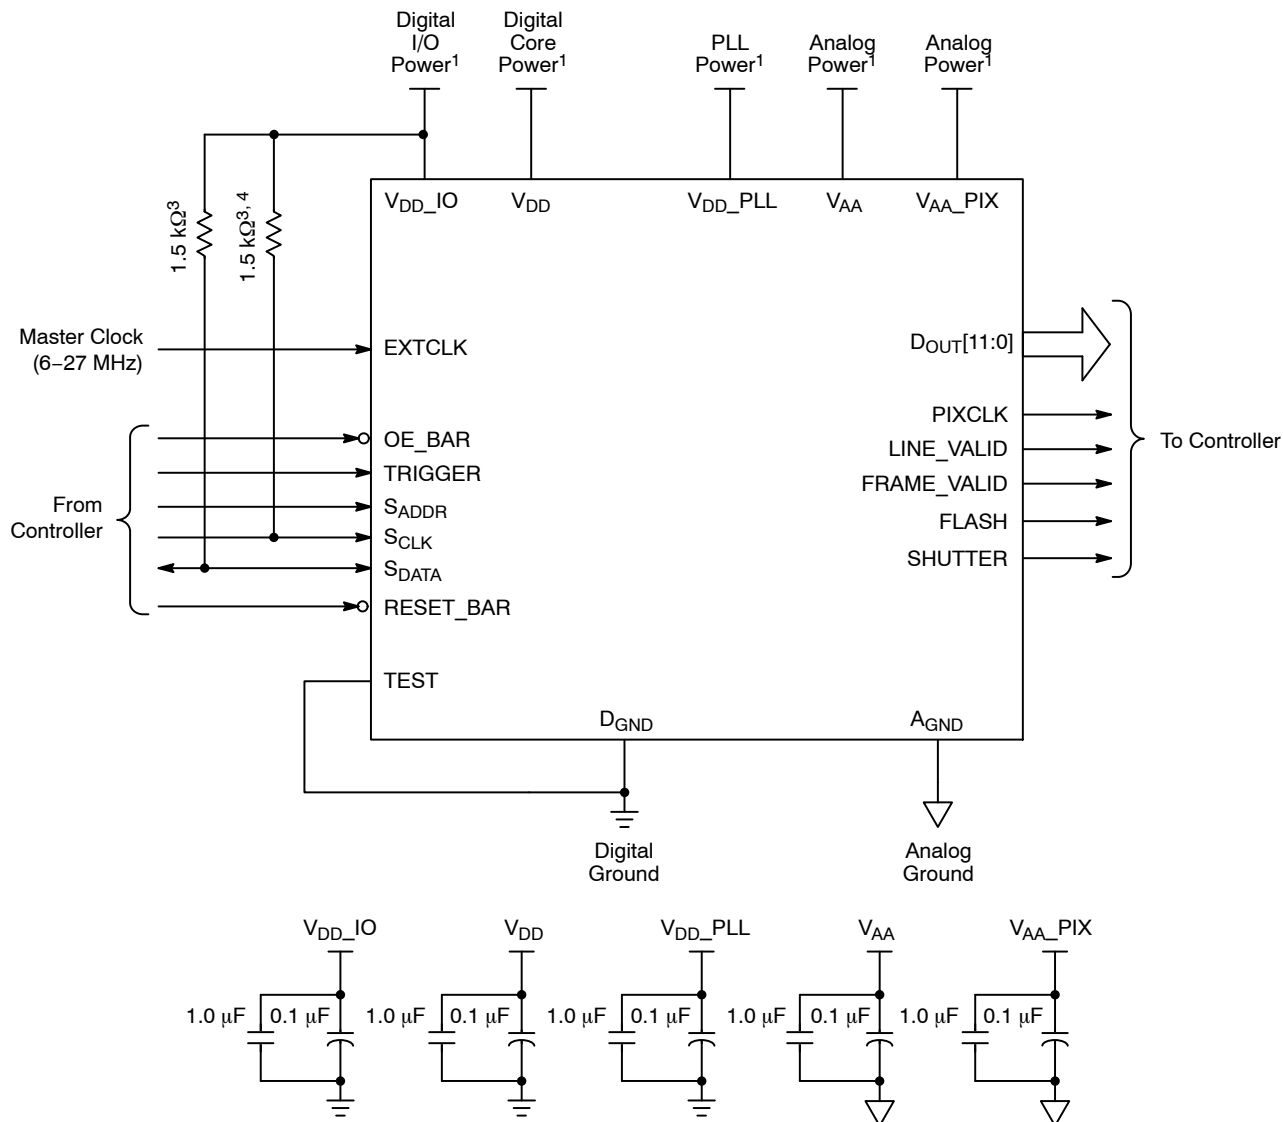 Digital
I/O
Power1
Digital
Core
Power1
PLL
Power1
Analog
Power1
Analog
Power1
1.5 kΩ3
1.5 kΩ3, 4
VDD_IO
VDD
VDD_PLL
VAA
VAA_PIX
Master Clock
(6–27 MHz)
EXTCLK
From
Controller
OE_BAR
TRIGGER
SADDR
SCLK
SDATA
RESET_BAR
TEST
DOUT[11:0]
PIXCLK
LINE_VALID
FRAME_VALID
FLASH
SHUTTER
To Controller
DGND
AGND
Digital
Ground
Analog
Ground
VDD_IO
1.0 μF
0.1 μF
VDD
1.0 μF
0.1 μF
VDD_PLL
1.0 μF
0.1 μF
VAA
1.0 μF
0.1 μF
VAA_PIX
1.0 μF
0.1 μF